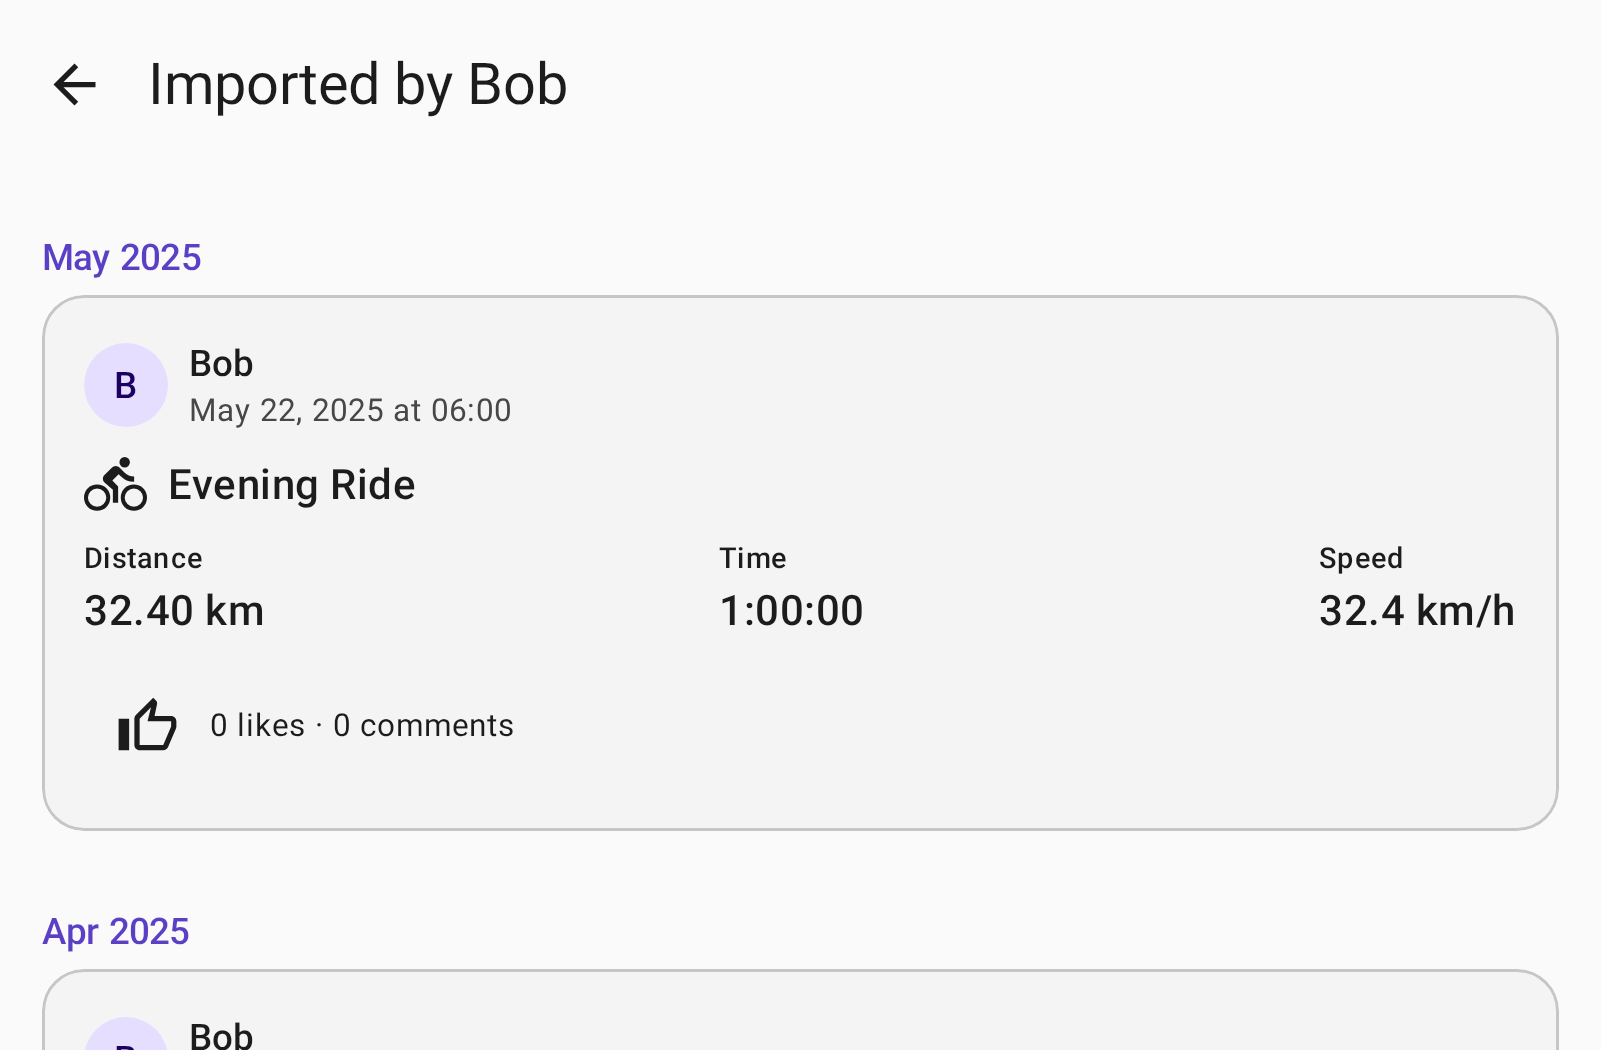 Imported by Bob
May 2025
B
Bob
May 22, 2025 at 06:00
Evening Ride
Distance Time Speed
32.40 km 1:00:00 32.4 km/h
0 likes · 0 comments
Apr 2025
Bob